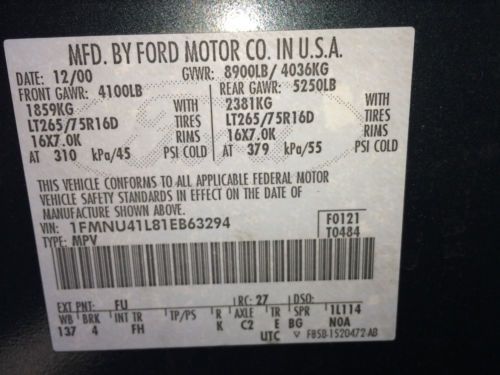 MFD. BY FORD MOTOR CO. IN U.S.A.
DATE: 12/00 GVWR: 8900LB/ 4036KG
FRONT GAWR: 4100LB REAR GAWR: 5250LB
1859KG WITH 2381KG WITH
LT265/75R16D TIRES LT265/75R16D TIRES
16X7.0K RIMS 16X7.0K RIMS
AT 310 kPa/45 PSI COLD AT 379 kPa/55 PSI COLD
THIS VEHICLE CONFORMS TO ALL APPLICABLE FEDERAL MOTOR
VEHICLE SAFETY STANDARDS IN EFFECT ON THE DATE OF
MANUFACTURE SHOWN ABOVE.
VIN: 1FMNU41L81EB63294 F0121
TYPE: MPV T0484
EXT PNT: FU RC: 27 DSO:
WB BRK INT TR TP/PS R AXLE TR SPR 1L114
137 4 FH K C2 E BG N0A
UTC F85B-1520472-AB